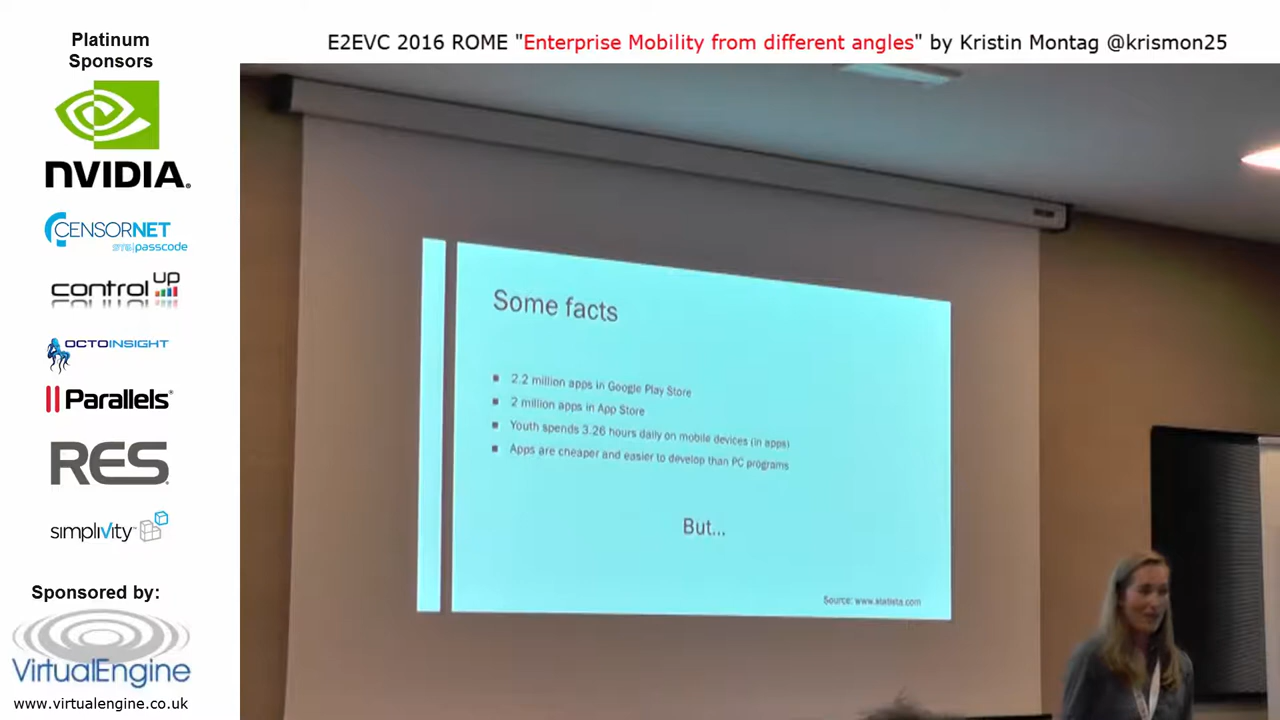 Platinum
Sponsors
E2EVC 2016 ROME "Enterprise Mobility from different angles" by Kristin Montag @krismon25
NVIDIA.
CENSORNET
SMS|passcode
control UP
OCTOINSIGHT
Parallels®
RES
simplivity™
Sponsored by:
VirtualEngine
www.virtualengine.co.uk
Some facts
■ 2.2 million apps in Google Play Store
■ 2 million apps in App Store
■ Youth spends 3.26 hours daily on mobile devices (in apps)
■ Apps are cheaper and easier to develop than PC programs
But...
Source: www.statista.com